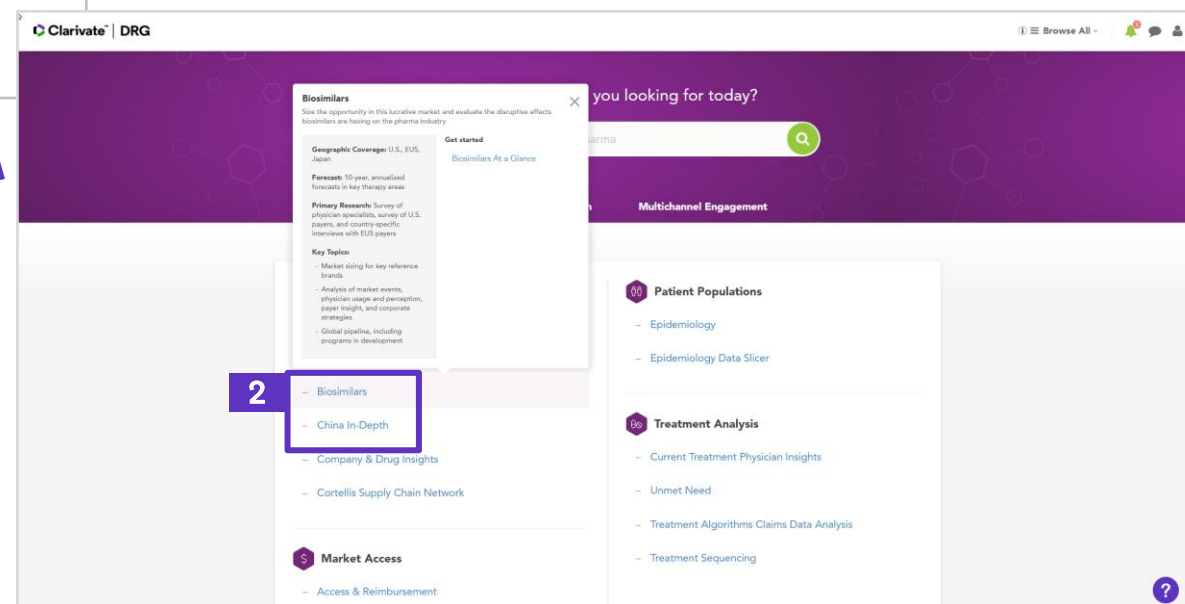 Clarivate™ | DRG
Browse All
3
you looking for today?
arma
Multichannel Engagement
Biosimilars
Size the opportunity in this lucrative market and evaluate the disruptive effects
biosimilars are having on the pharma industry
Geographic Coverage: U.S., EU5,
Japan
Forecast: 10-year, annualized
forecasts in key therapy areas
Primary Research: Survey of
physician specialists, survey of U.S.
payers, and country-specific
interviews with EU5 payers
Key Topics:
– Market sizing for key reference
brands
– Analysis of market events,
physician usage and perception,
payer insight, and corporate
strategies
– Global pipeline, including
programs in development
Get started
Biosimilars At a Glance
2
– Biosimilars
– China In-Depth
– Company & Drug Insights
– Cortellis Supply Chain Network
$ Market Access
– Access & Reimbursement
Patient Populations
– Epidemiology
– Epidemiology Data Slicer
Treatment Analysis
– Current Treatment Physician Insights
– Unmet Need
– Treatment Algorithms Claims Data Analysis
– Treatment Sequencing
?